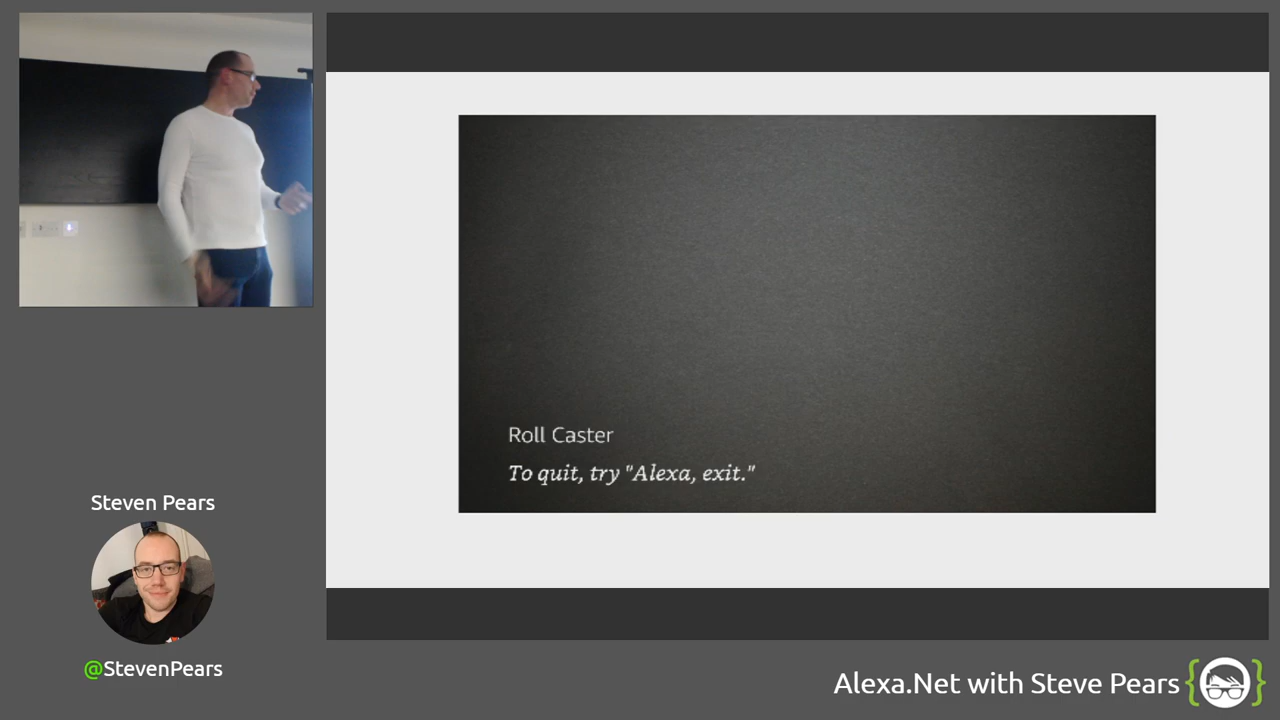 Roll Caster
To quit, try "Alexa, exit."
Steven Pears
@StevenPears
Alexa.Net with Steve Pears